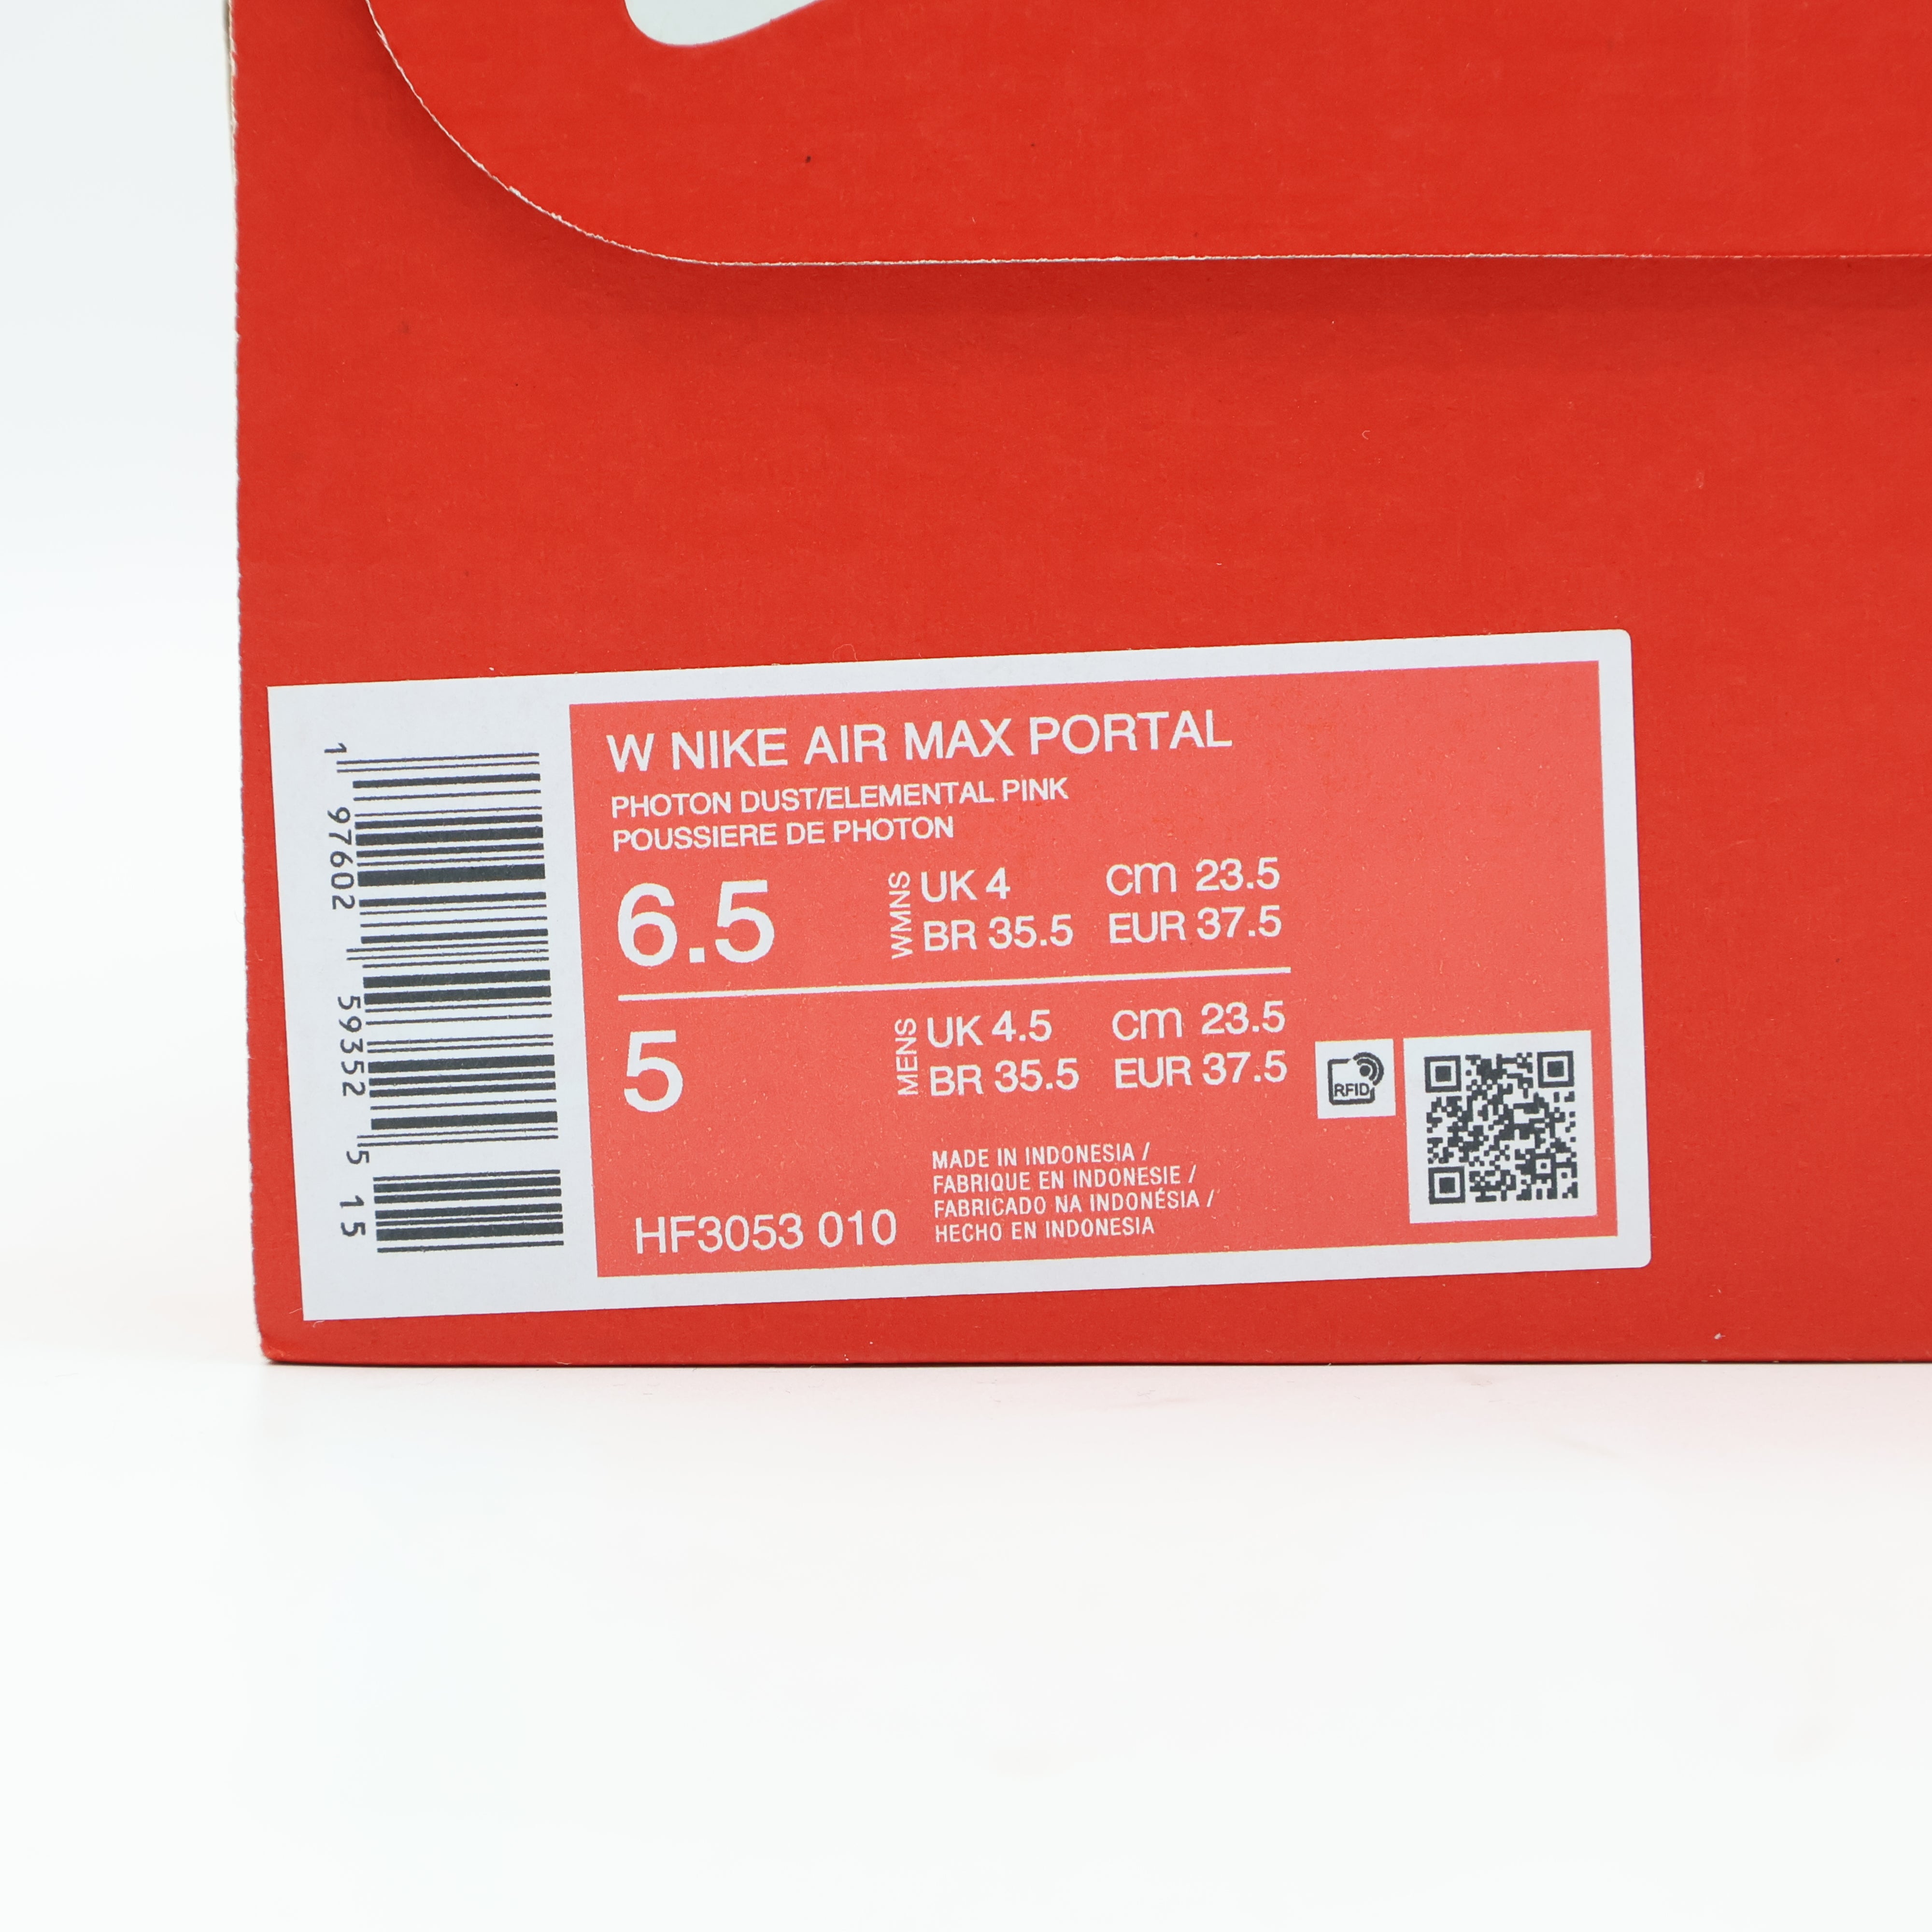 1 97602 59352 5 15
W NIKE AIR MAX PORTAL
PHOTON DUST/ELEMENTAL PINK
POUSSIERE DE PHOTON
6.5 WMNS UK 4 cm 23.5
BR 35.5 EUR 37.5
5 MENS UK 4.5 cm 23.5
BR 35.5 EUR 37.5
RFID
MADE IN INDONESIA /
FABRIQUE EN INDONESIE /
FABRICADO NA INDONÉSIA /
HECHO EN INDONESIA
HF3053 010